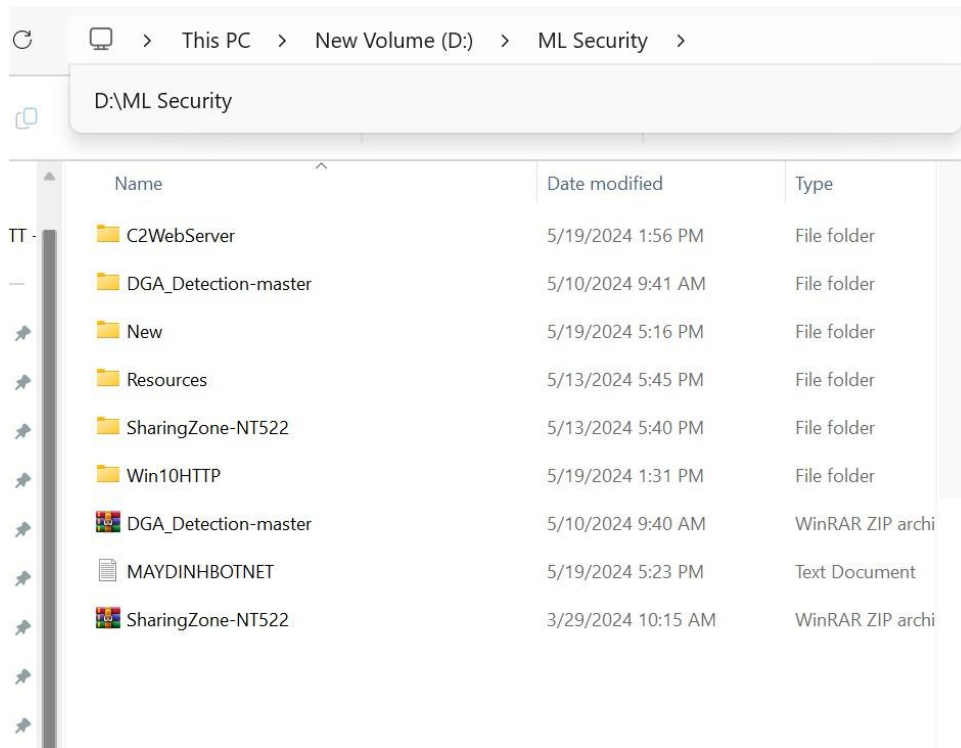 This PC > New Volume (D:) > ML Security >
D:\ML Security
Name Date modified Type
TT -
C2WebServer 5/19/2024 1:56 PM File folder
DGA_Detection-master 5/10/2024 9:41 AM File folder
New 5/19/2024 5:16 PM File folder
Resources 5/13/2024 5:45 PM File folder
SharingZone-NT522 5/13/2024 5:40 PM File folder
Win10HTTP 5/19/2024 1:31 PM File folder
DGA_Detection-master 5/10/2024 9:40 AM WinRAR ZIP archi
MAYDINHBOTNET 5/19/2024 5:23 PM Text Document
SharingZone-NT522 3/29/2024 10:15 AM WinRAR ZIP archi